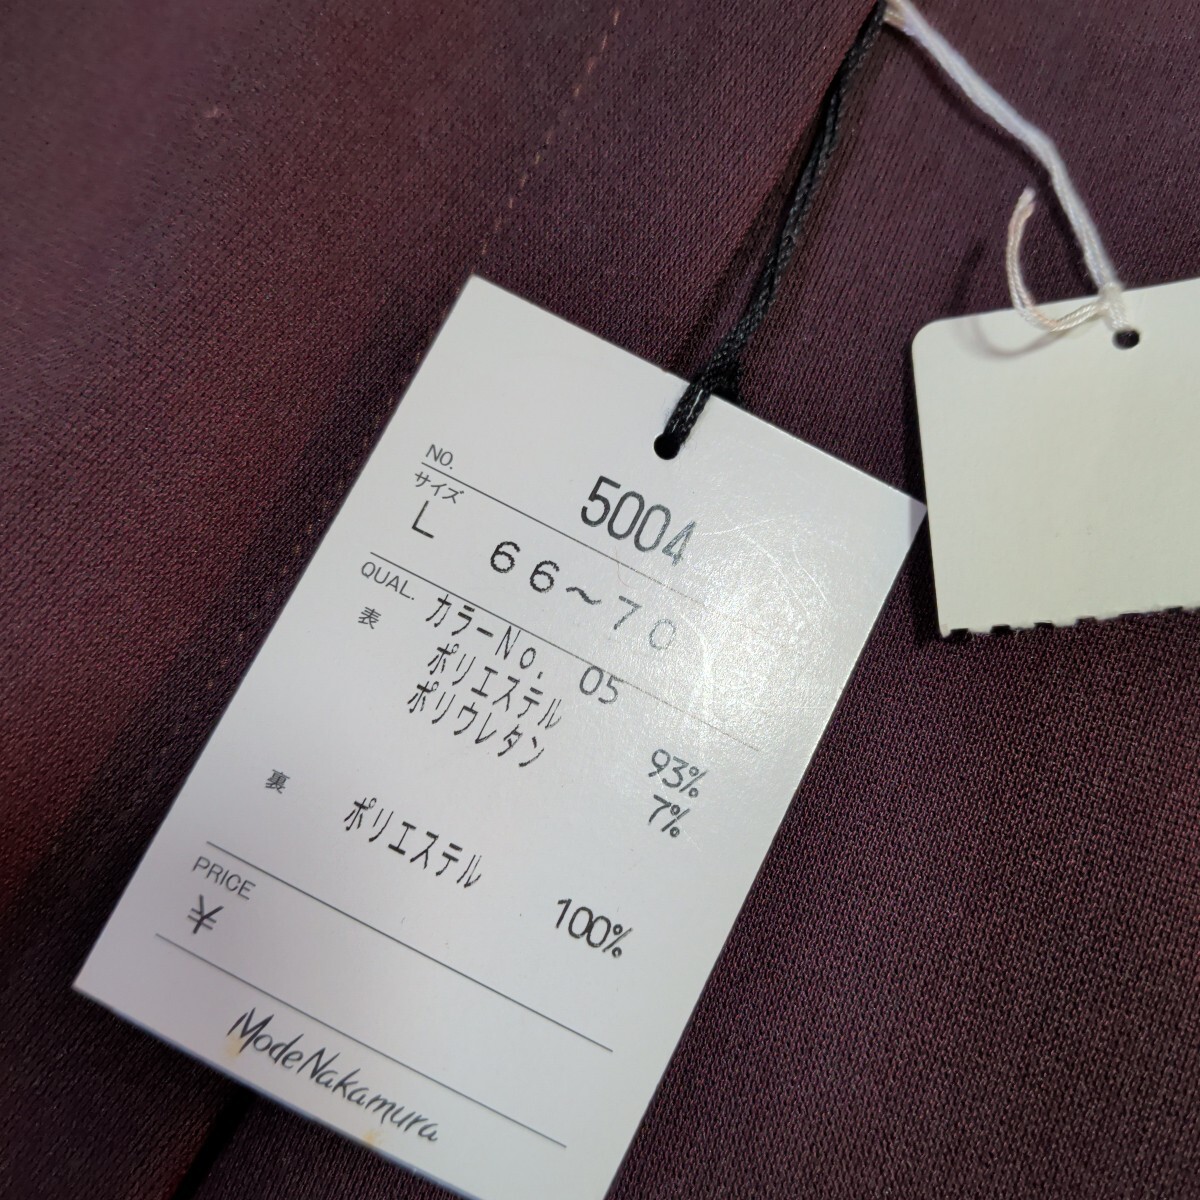 NO. 5004
サイズ
L 66～70
QUAL. カラーNo. 05
表 ポリエステル 93%
ポリウレタン 7%
裏 ポリエステル 100%
PRICE
¥
ModeNakamura